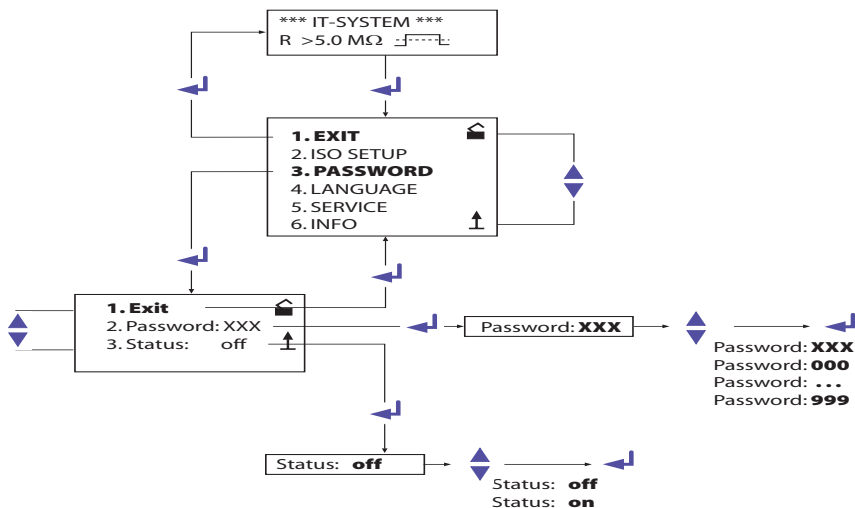 *** IT-SYSTEM ***
R >5.0 MΩ
1. EXIT
2. ISO SETUP
3. PASSWORD
4. LANGUAGE
5. SERVICE
6. INFO
1. Exit
2. Password: XXX
3. Status: off
Password: XXX
Password: XXX
Password: 000
Password: ...
Password: 999
Status: off
Status: off
Status: on